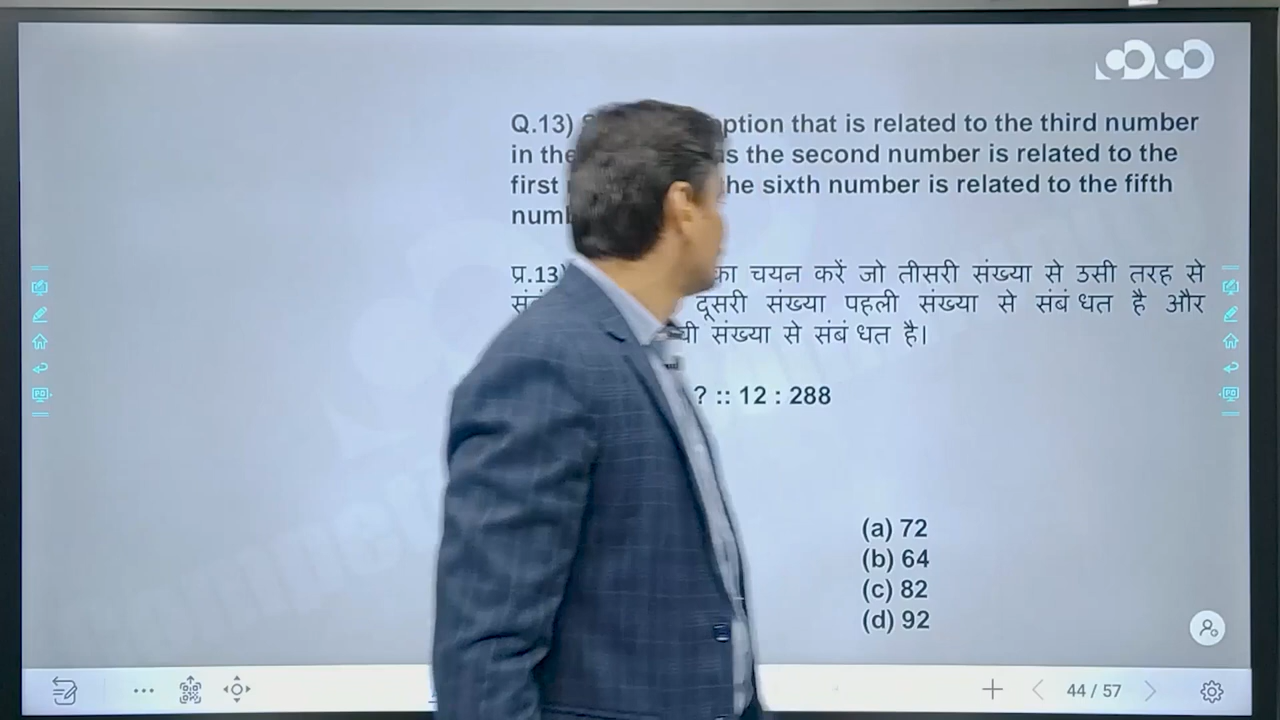 Q.13) ption that is related to the third number
in the s the second number is related to the
first he sixth number is related to the fifth
numb
प्र.13) का चयन करें जो तीसरी संख्या से उसी तरह से
दूसरी संख्या पहली संख्या से संबं धत है और
वी संख्या से संबं धत है।
? :: 12 : 288
(a) 72
(b) 64
(c) 82
(d) 92
44 / 57